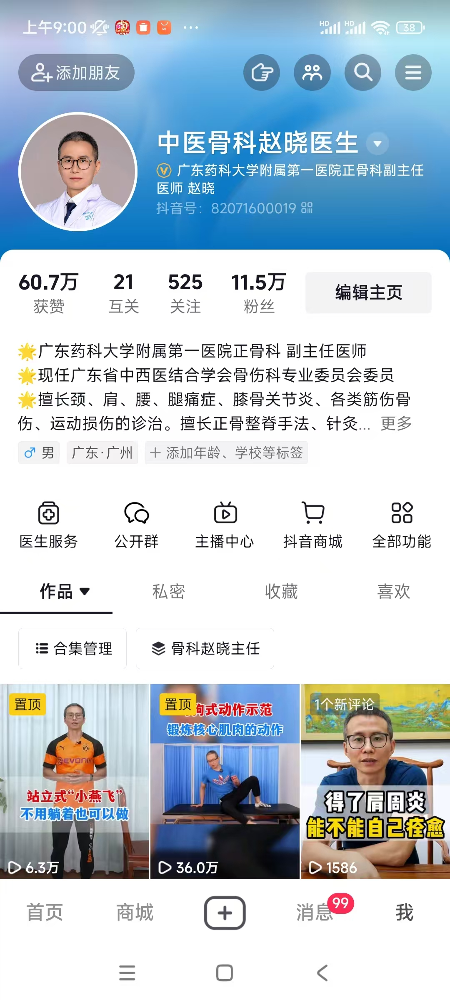 上午9:00
淘
HD HD 38
添加朋友
中医骨科赵晓医生
广东药科大学附属第一医院正骨科副主任
医师 赵晓
抖音号：82071600019
60.7万 21 525 11.5万
获赞 互关 关注 粉丝
编辑主页
🌟广东药科大学附属第一医院正骨科 副主任医师
🌟现任广东省中西医结合学会骨伤科专业委员会委员
🌟擅长颈、肩、腰、腿痛症、膝骨关节炎、各类筋伤骨
伤、运动损伤的诊治。擅长正骨整脊手法、针灸... 更多
男 广东·广州 + 添加年龄、学校等标签
医生服务 公开群 主播中心 抖音商城 全部功能
作品 私密 收藏 喜欢
合集管理 骨科赵晓主任
置顶
BVB
EVONIK
站立式“小燕飞”
不用躺着也可以做
6.3万
置顶
狗式动作示范
锻炼核心肌肉的动作
36.0万
1个新评论
得了肩周炎
能不能自己痊愈
1586
首页 商城 消息 99 我